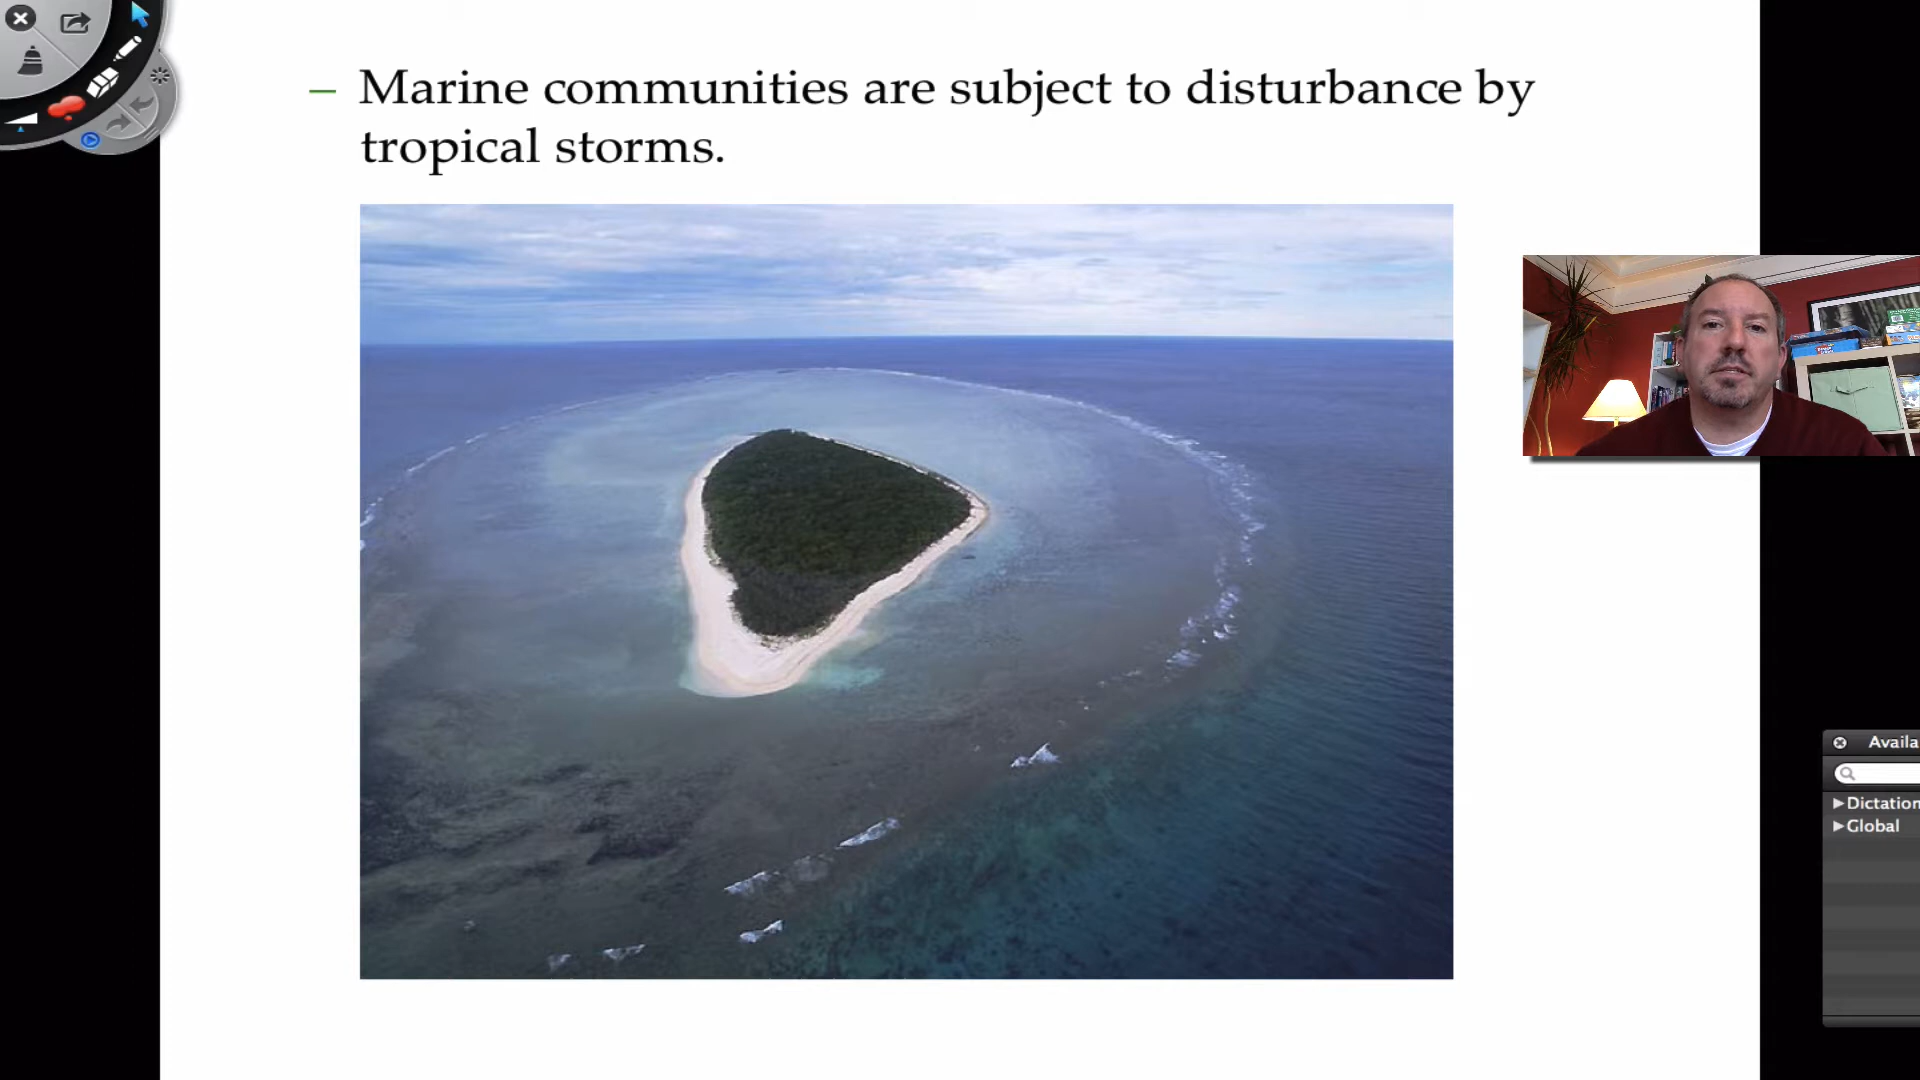 – Marine communities are subject to disturbance by
tropical storms.
Availa
Dictation
Global